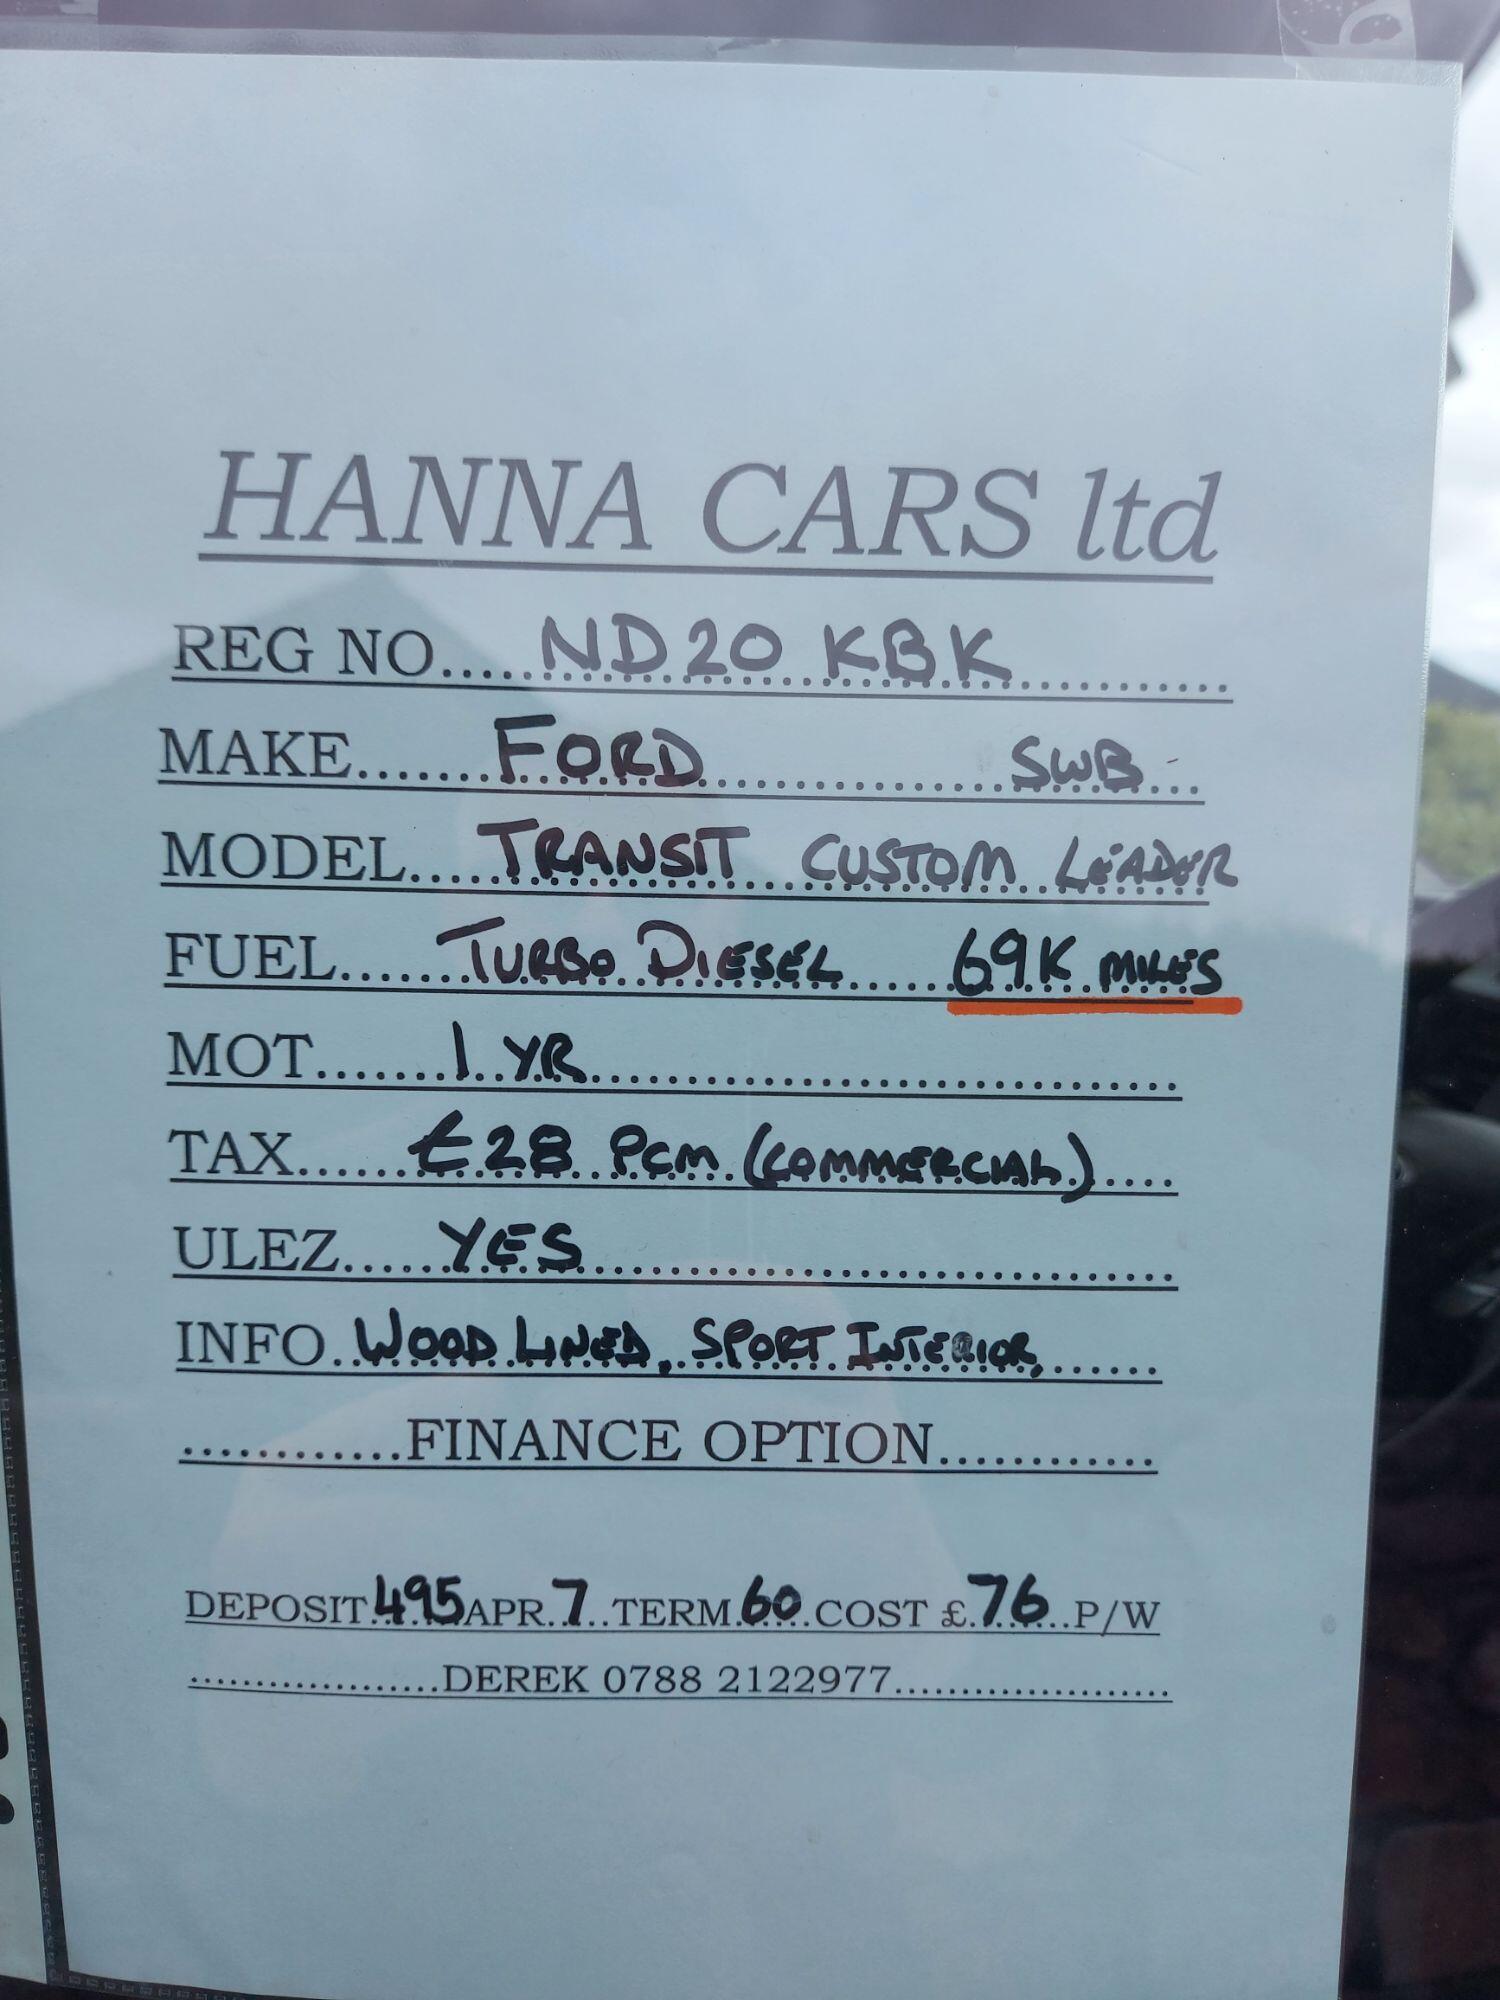 HANNA CARS ltd
REG NO.....ND20 KBK............
MAKE.......FORD...............SWB...
MODEL.....TRANSIT CUSTOM LEADER
FUEL.......TURBO DIESEL......69K MILES
MOT.......1 YR..............................
TAX......£28 PCM (COMMERCIAL)....
ULEZ.....YES..............................
INFO..WOOD LINED, SPORT INTERIOR,......
............FINANCE OPTION............
DEPOSIT.495 APR.7..TERM.60.COST £.76..P/W
..................DEREK 0788 2122977.....................